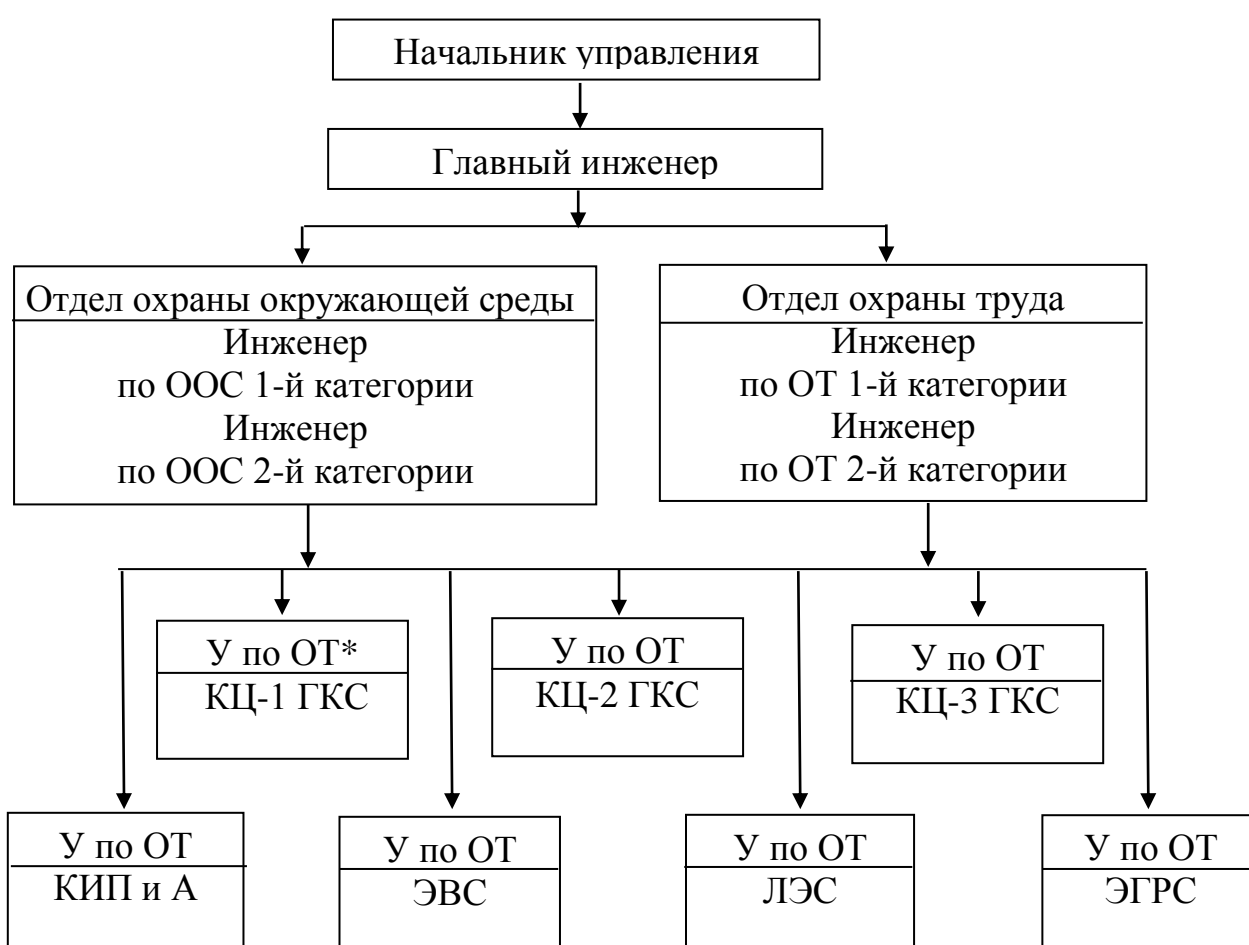 Начальник управления
Главный инженер
Отдел охраны окружающей среды
Инженер
по ООС 1-й категории
Инженер
по ООС 2-й категории
Отдел охраны труда
Инженер
по ОТ 1-й категории
Инженер
по ОТ 2-й категории
У по ОТ*
КЦ-1 ГКС
У по ОТ
КЦ-2 ГКС
У по ОТ
КЦ-3 ГКС
У по ОТ
КИП и А
У по ОТ
ЭВС
У по ОТ
ЛЭС
У по ОТ
ЭГРС